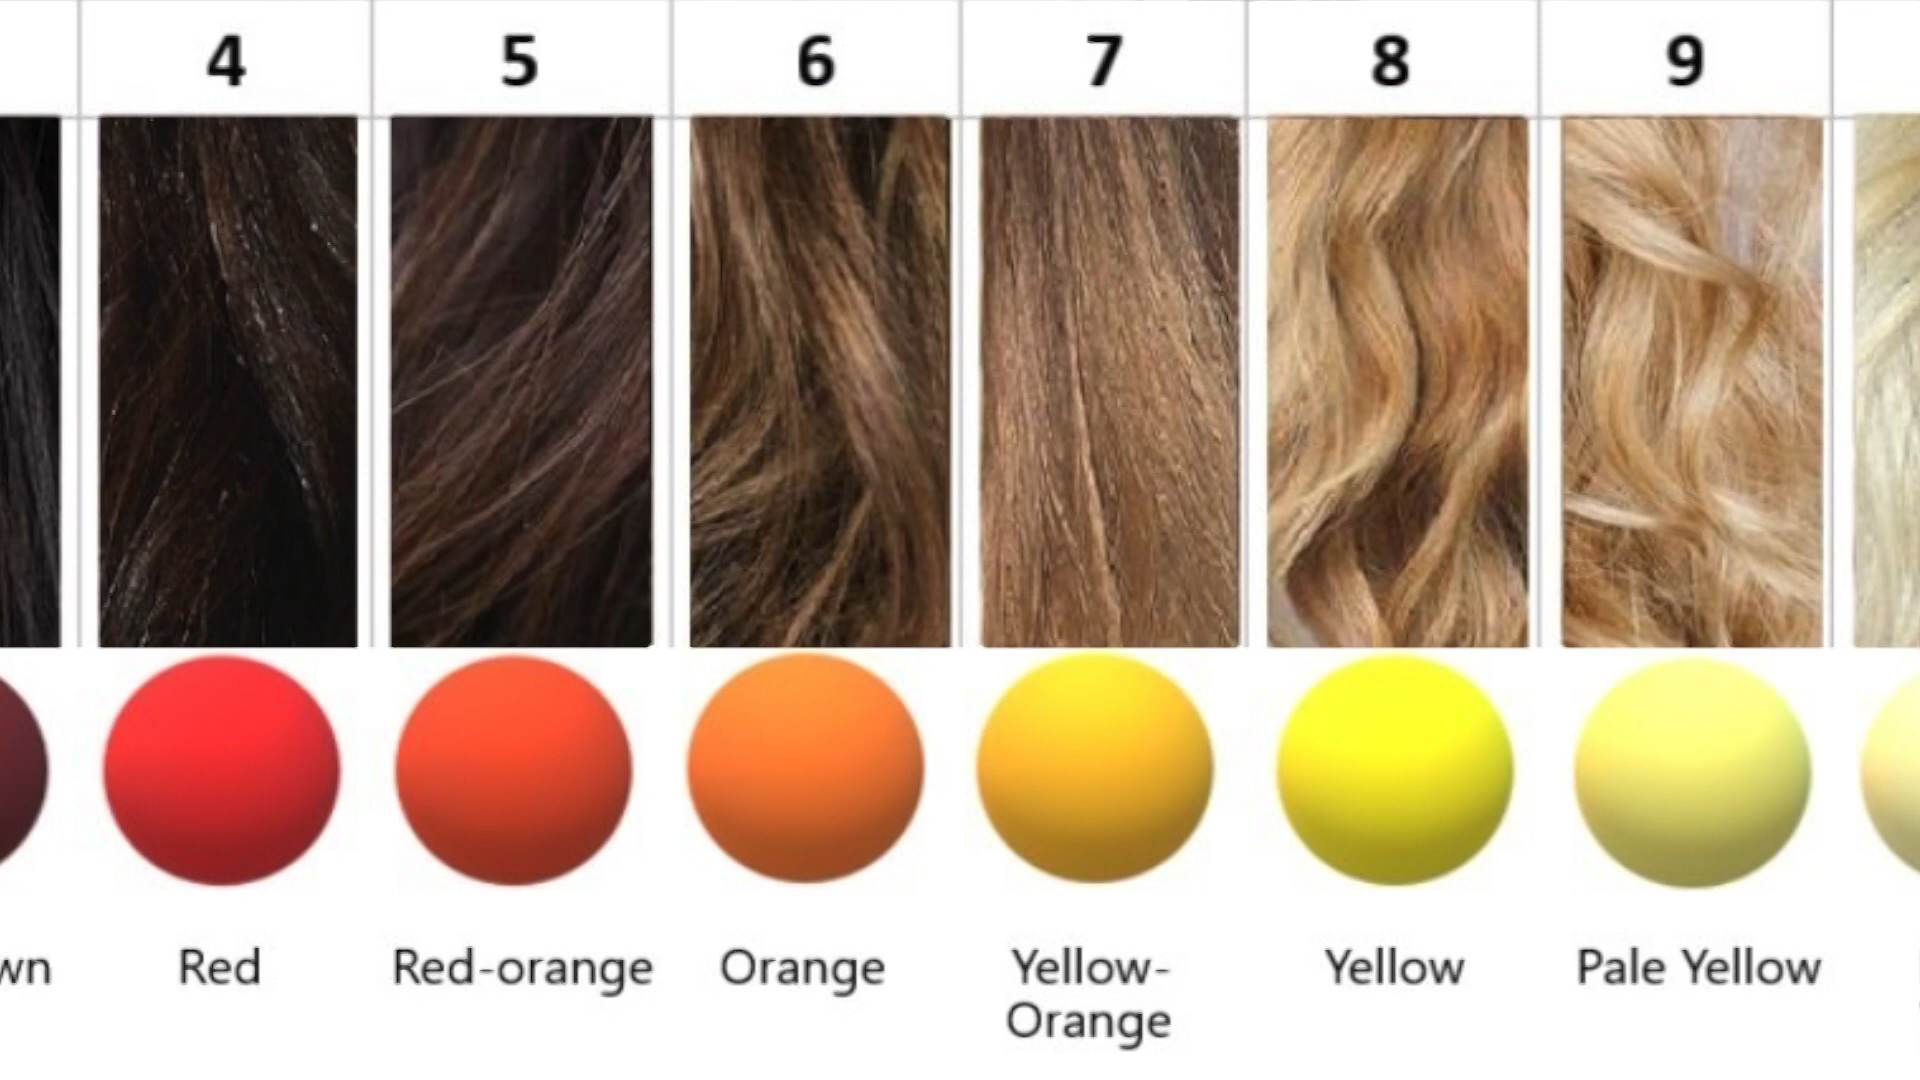 4 5 6 7 8 9
wn Red Red-orange Orange Yellow- Yellow Pale Yellow
Orange